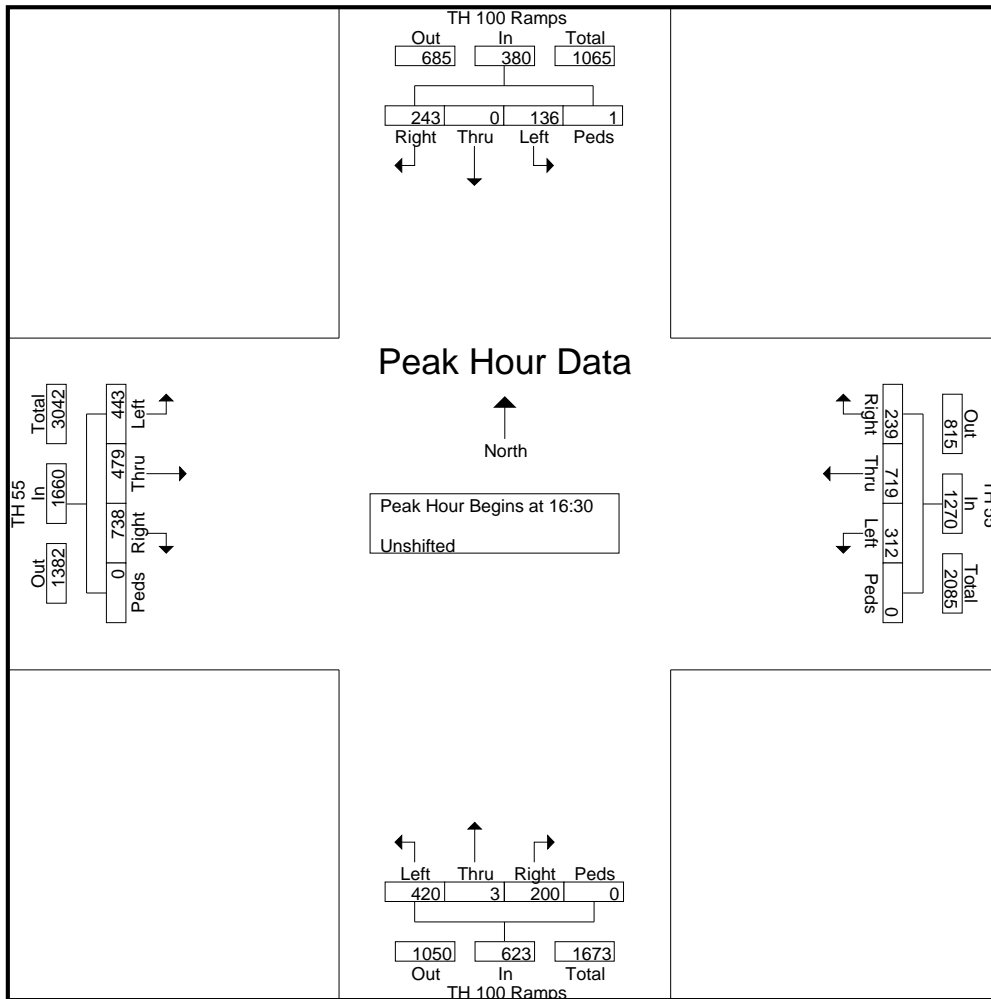 TH 100 Ramps
Out In Total
685 380 1065
243 0 136 1
Right Thru Left Peds
Peak Hour Data
North
Peak Hour Begins at 16:30
Unshifted
TH 55
Total In Out
3042 1660 1382
443 479 738 0
Left Thru Right Peds
TH 55
Out In Total
815 1270 2085
239 719 312 0
Right Thru Left Peds
Left Thru Right Peds
420 3 200 0
1050 623 1673
Out In Total
TH 100 Ramps